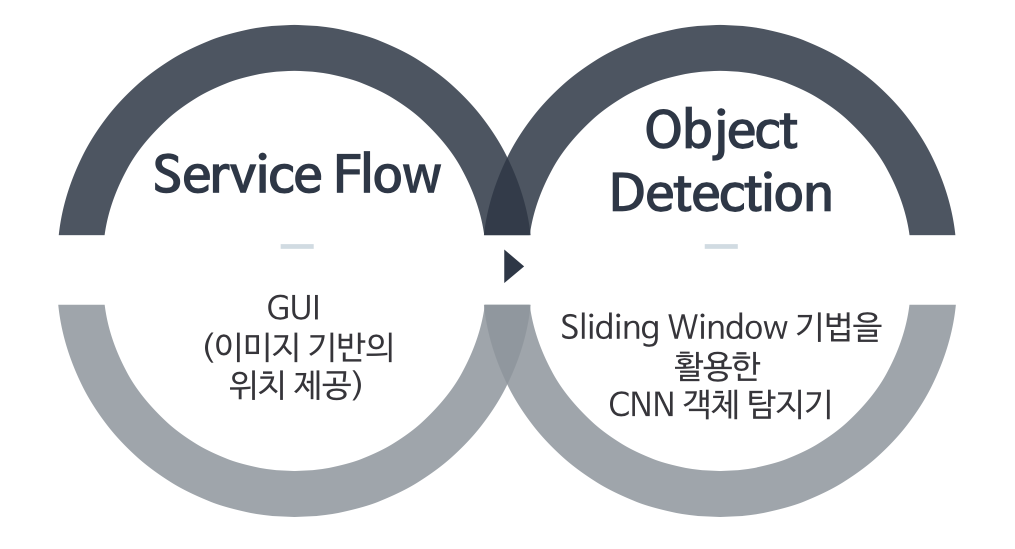 Service Flow
GUI
(이미지 기반의
위치 제공)
Object
Detection
Sliding Window 기법을
활용한
CNN 객체 탐지기